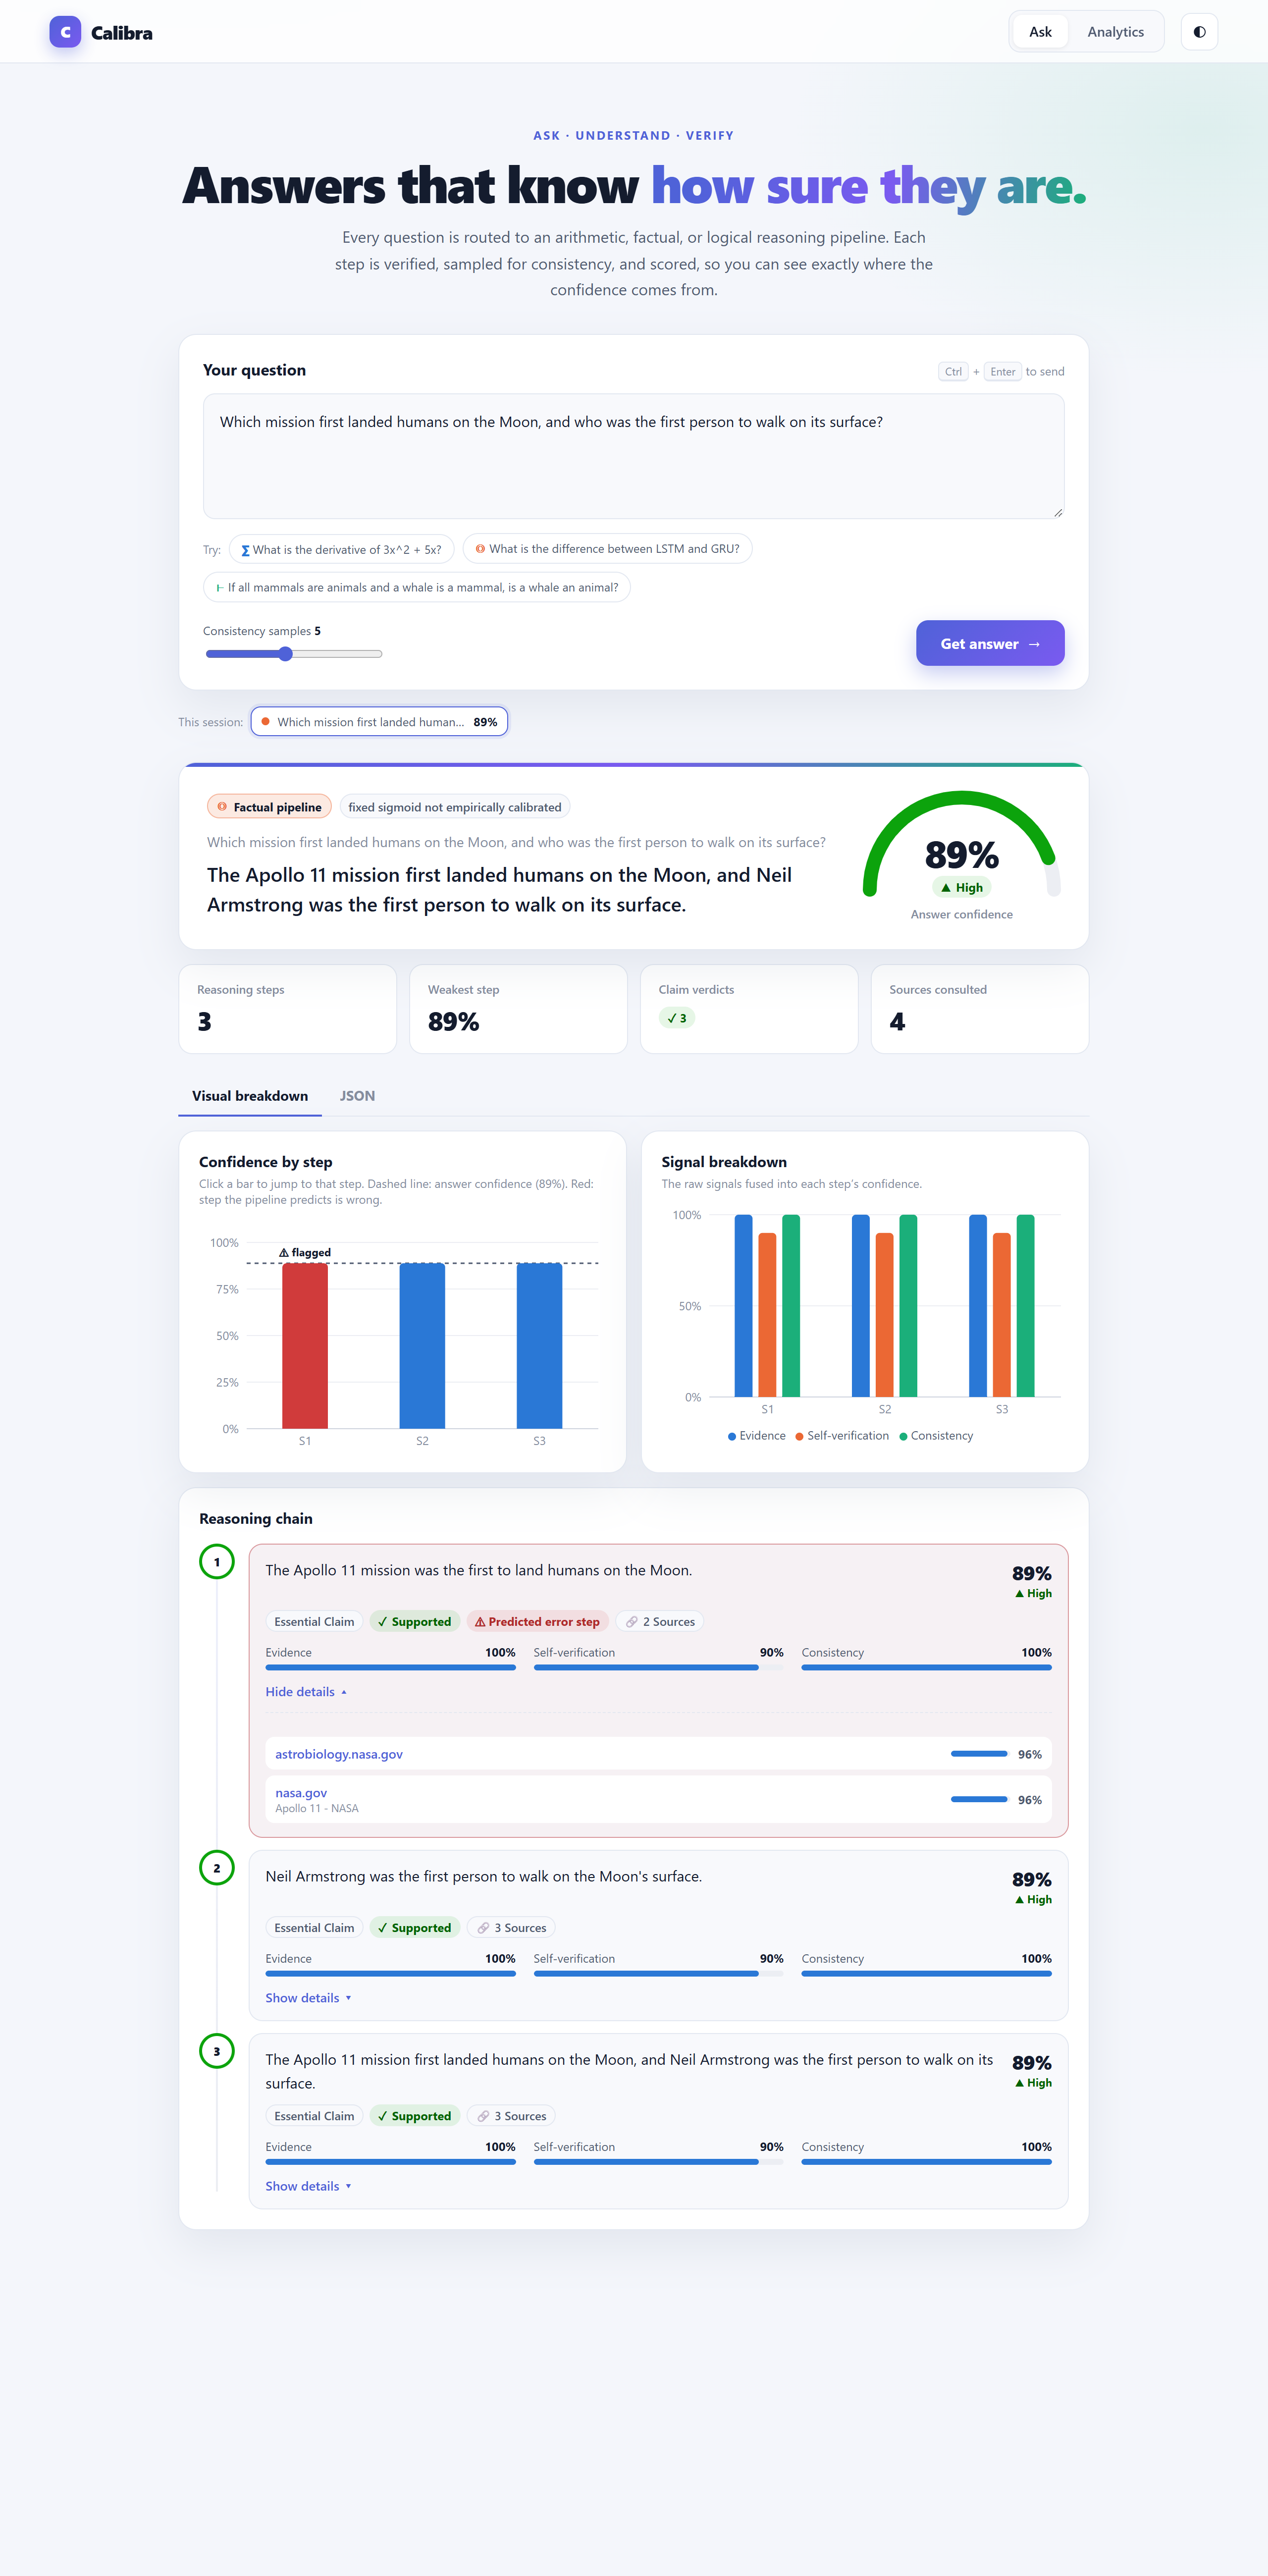 C Calibra
Ask Analytics
ASK · UNDERSTAND · VERIFY
Answers that know how sure they are.
Every question is routed to an arithmetic, factual, or logical reasoning pipeline. Each
step is verified, sampled for consistency, and scored, so you can see exactly where the
confidence comes from.
Your question
Ctrl + Enter to send
Which mission first landed humans on the Moon, and who was the first person to walk on its surface?
Try: ∑ What is the derivative of 3x^2 + 5x? What is the difference between LSTM and GRU?
⊢ If all mammals are animals and a whale is a mammal, is a whale an animal?
Consistency samples 5
Get answer →
This session: Which mission first landed human... 89%
Factual pipeline fixed sigmoid not empirically calibrated
Which mission first landed humans on the Moon, and who was the first person to walk on its surface?
The Apollo 11 mission first landed humans on the Moon, and Neil
Armstrong was the first person to walk on its surface.
89%
▲ High
Answer confidence
Reasoning steps
3
Weakest step
89%
Claim verdicts
✓ 3
Sources consulted
4
Visual breakdown JSON
Confidence by step
Click a bar to jump to that step. Dashed line: answer confidence (89%). Red:
step the pipeline predicts is wrong.
100%
⚠ flagged
75%
50%
25%
0%
S1 S2 S3
Signal breakdown
The raw signals fused into each step's confidence.
100%
50%
0%
S1 S2 S3
Evidence Self-verification Consistency
Reasoning chain
1
The Apollo 11 mission was the first to land humans on the Moon.
89%
▲ High
Essential Claim ✓ Supported ⚠ Predicted error step 🔗 2 Sources
Evidence 100% Self-verification 90% Consistency 100%
Hide details ▲
astrobiology.nasa.gov 96%
nasa.gov
Apollo 11 - NASA
96%
2
Neil Armstrong was the first person to walk on the Moon's surface.
89%
▲ High
Essential Claim ✓ Supported 🔗 3 Sources
Evidence 100% Self-verification 90% Consistency 100%
Show details ▼
3
The Apollo 11 mission first landed humans on the Moon, and Neil Armstrong was the first person to walk on its
surface.
89%
▲ High
Essential Claim ✓ Supported 🔗 3 Sources
Evidence 100% Self-verification 90% Consistency 100%
Show details ▼